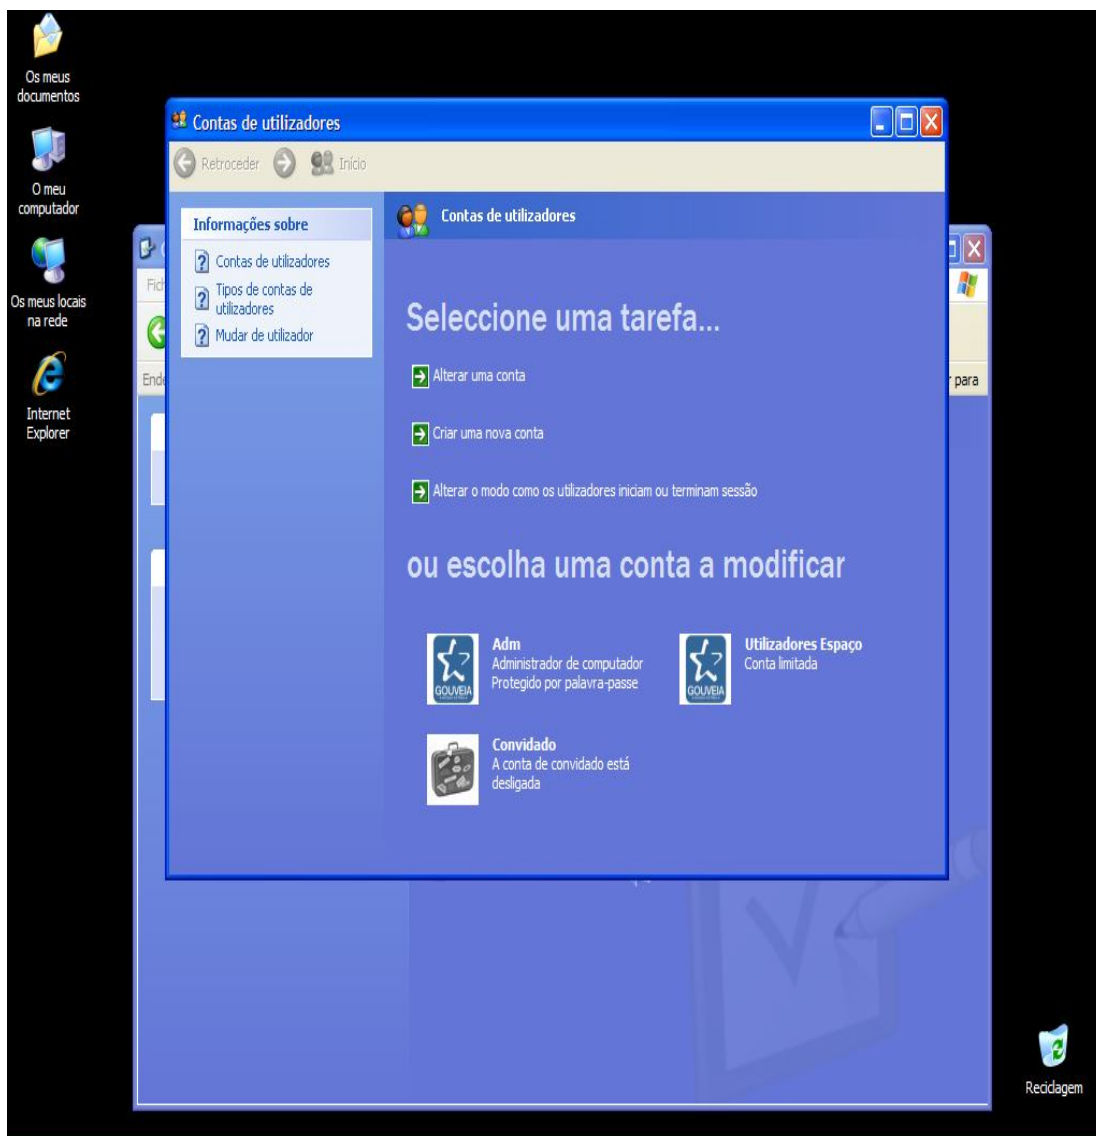 Os meus
documentos
O meu
computador
Os meus locais
na rede
Internet
Explorer
Contas de utilizadores
Retroceder
Início
Informações sobre
Contas de utilizadores
Tipos de contas de
utilizadores
Mudar de utilizador
Contas de utilizadores
Seleccione uma tarefa...
Alterar uma conta
Criar uma nova conta
Alterar o modo como os utilizadores iniciam ou terminam sessão
ou escolha uma conta a modificar
GOUVEIA
Adm
Administrador de computador
Protegido por palavra-passe
GOUVEIA
Utilizadores Espaço
Conta limitada
Convidado
A conta de convidado está
desligada
para
Reciclagem